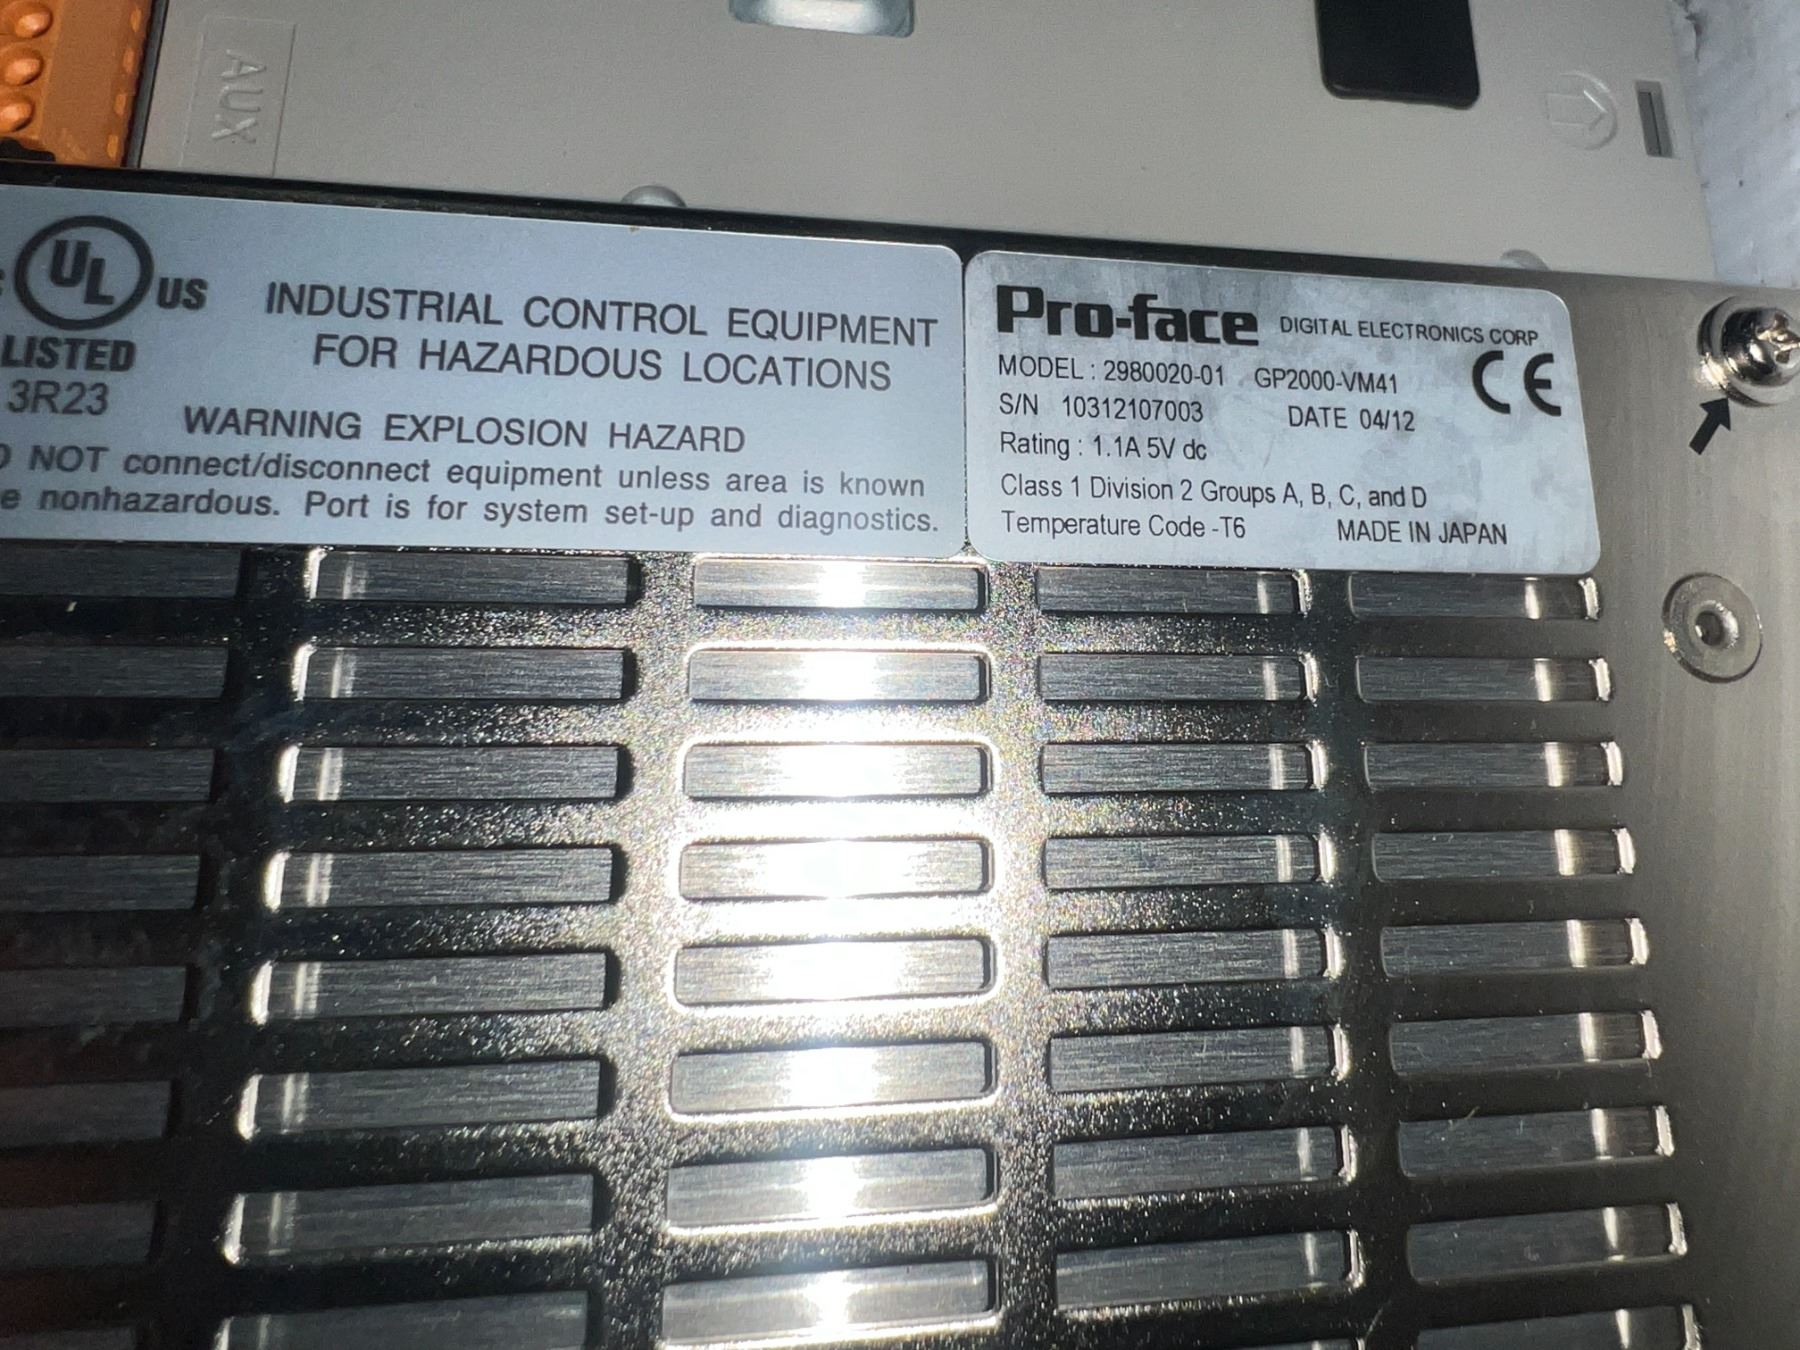 AUX
UL US
LISTED
3R23
INDUSTRIAL CONTROL EQUIPMENT
FOR HAZARDOUS LOCATIONS
WARNING EXPLOSION HAZARD
NOT connect/disconnect equipment unless area is known
nonhazardous. Port is for system set-up and diagnostics.
Pro-face DIGITAL ELECTRONICS CORP
MODEL : 2980020-01 GP2000-VM41 CE
S/N 10312107003 DATE 04/12
Rating : 1.1A 5V dc
Class 1 Division 2 Groups A, B, C, and D
Temperature Code -T6 MADE IN JAPAN